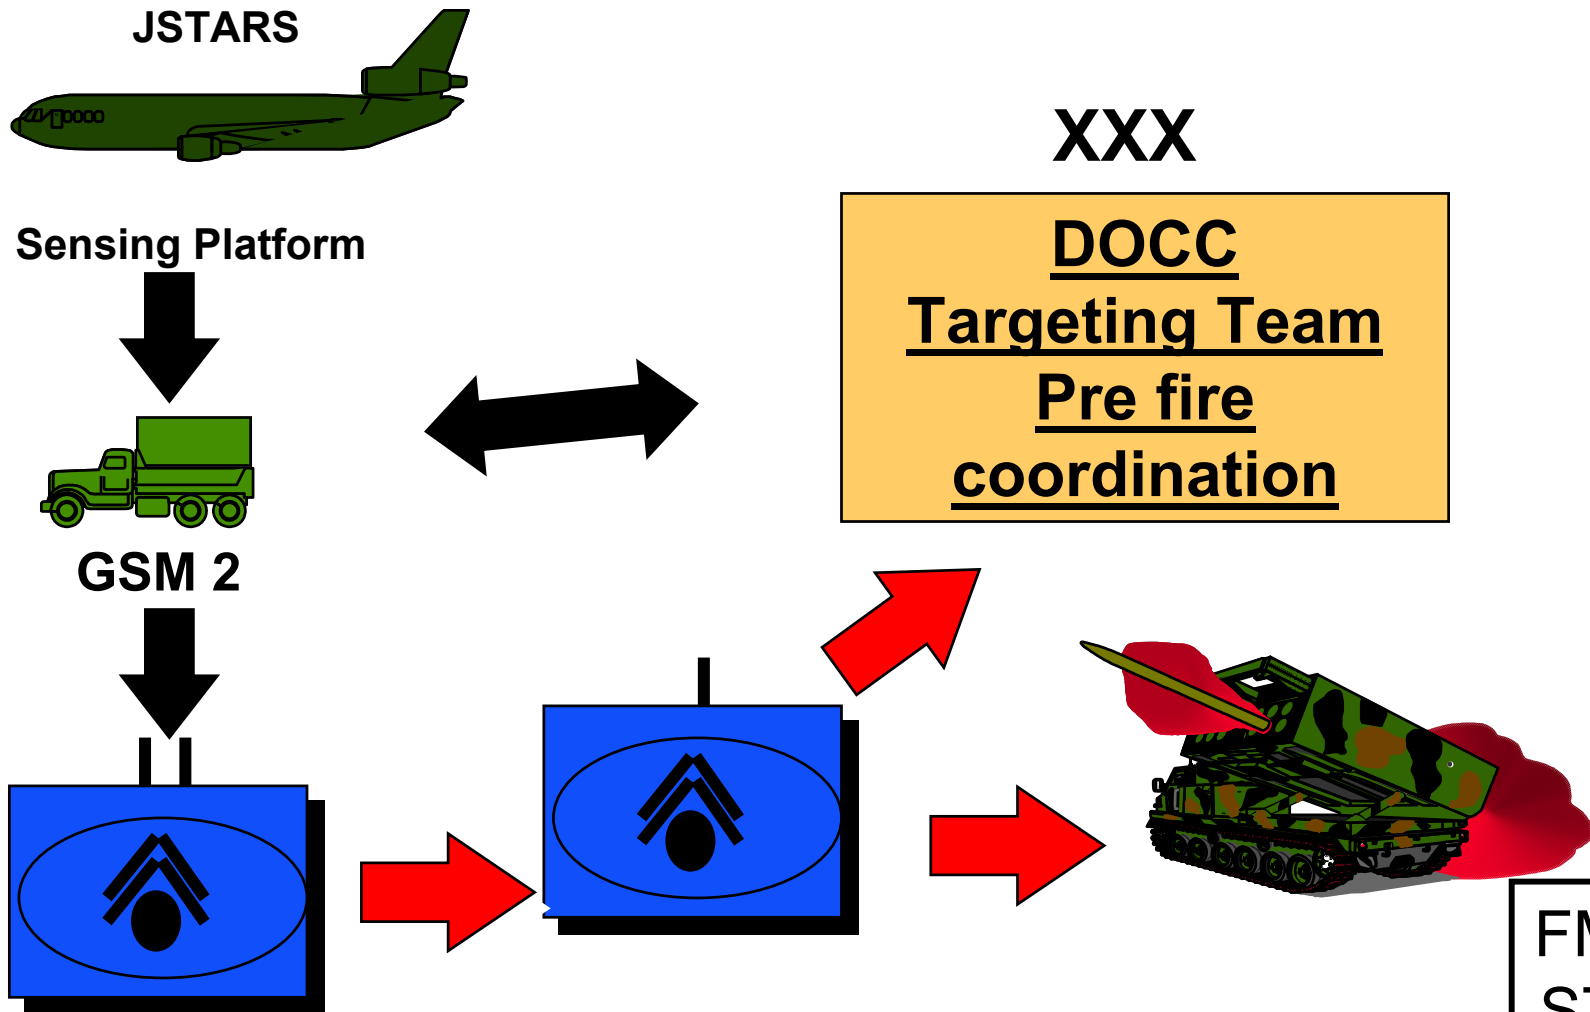 JSTARS
XXX
Sensing Platform
DOCC
Targeting Team
Pre fire
coordination
GSM 2